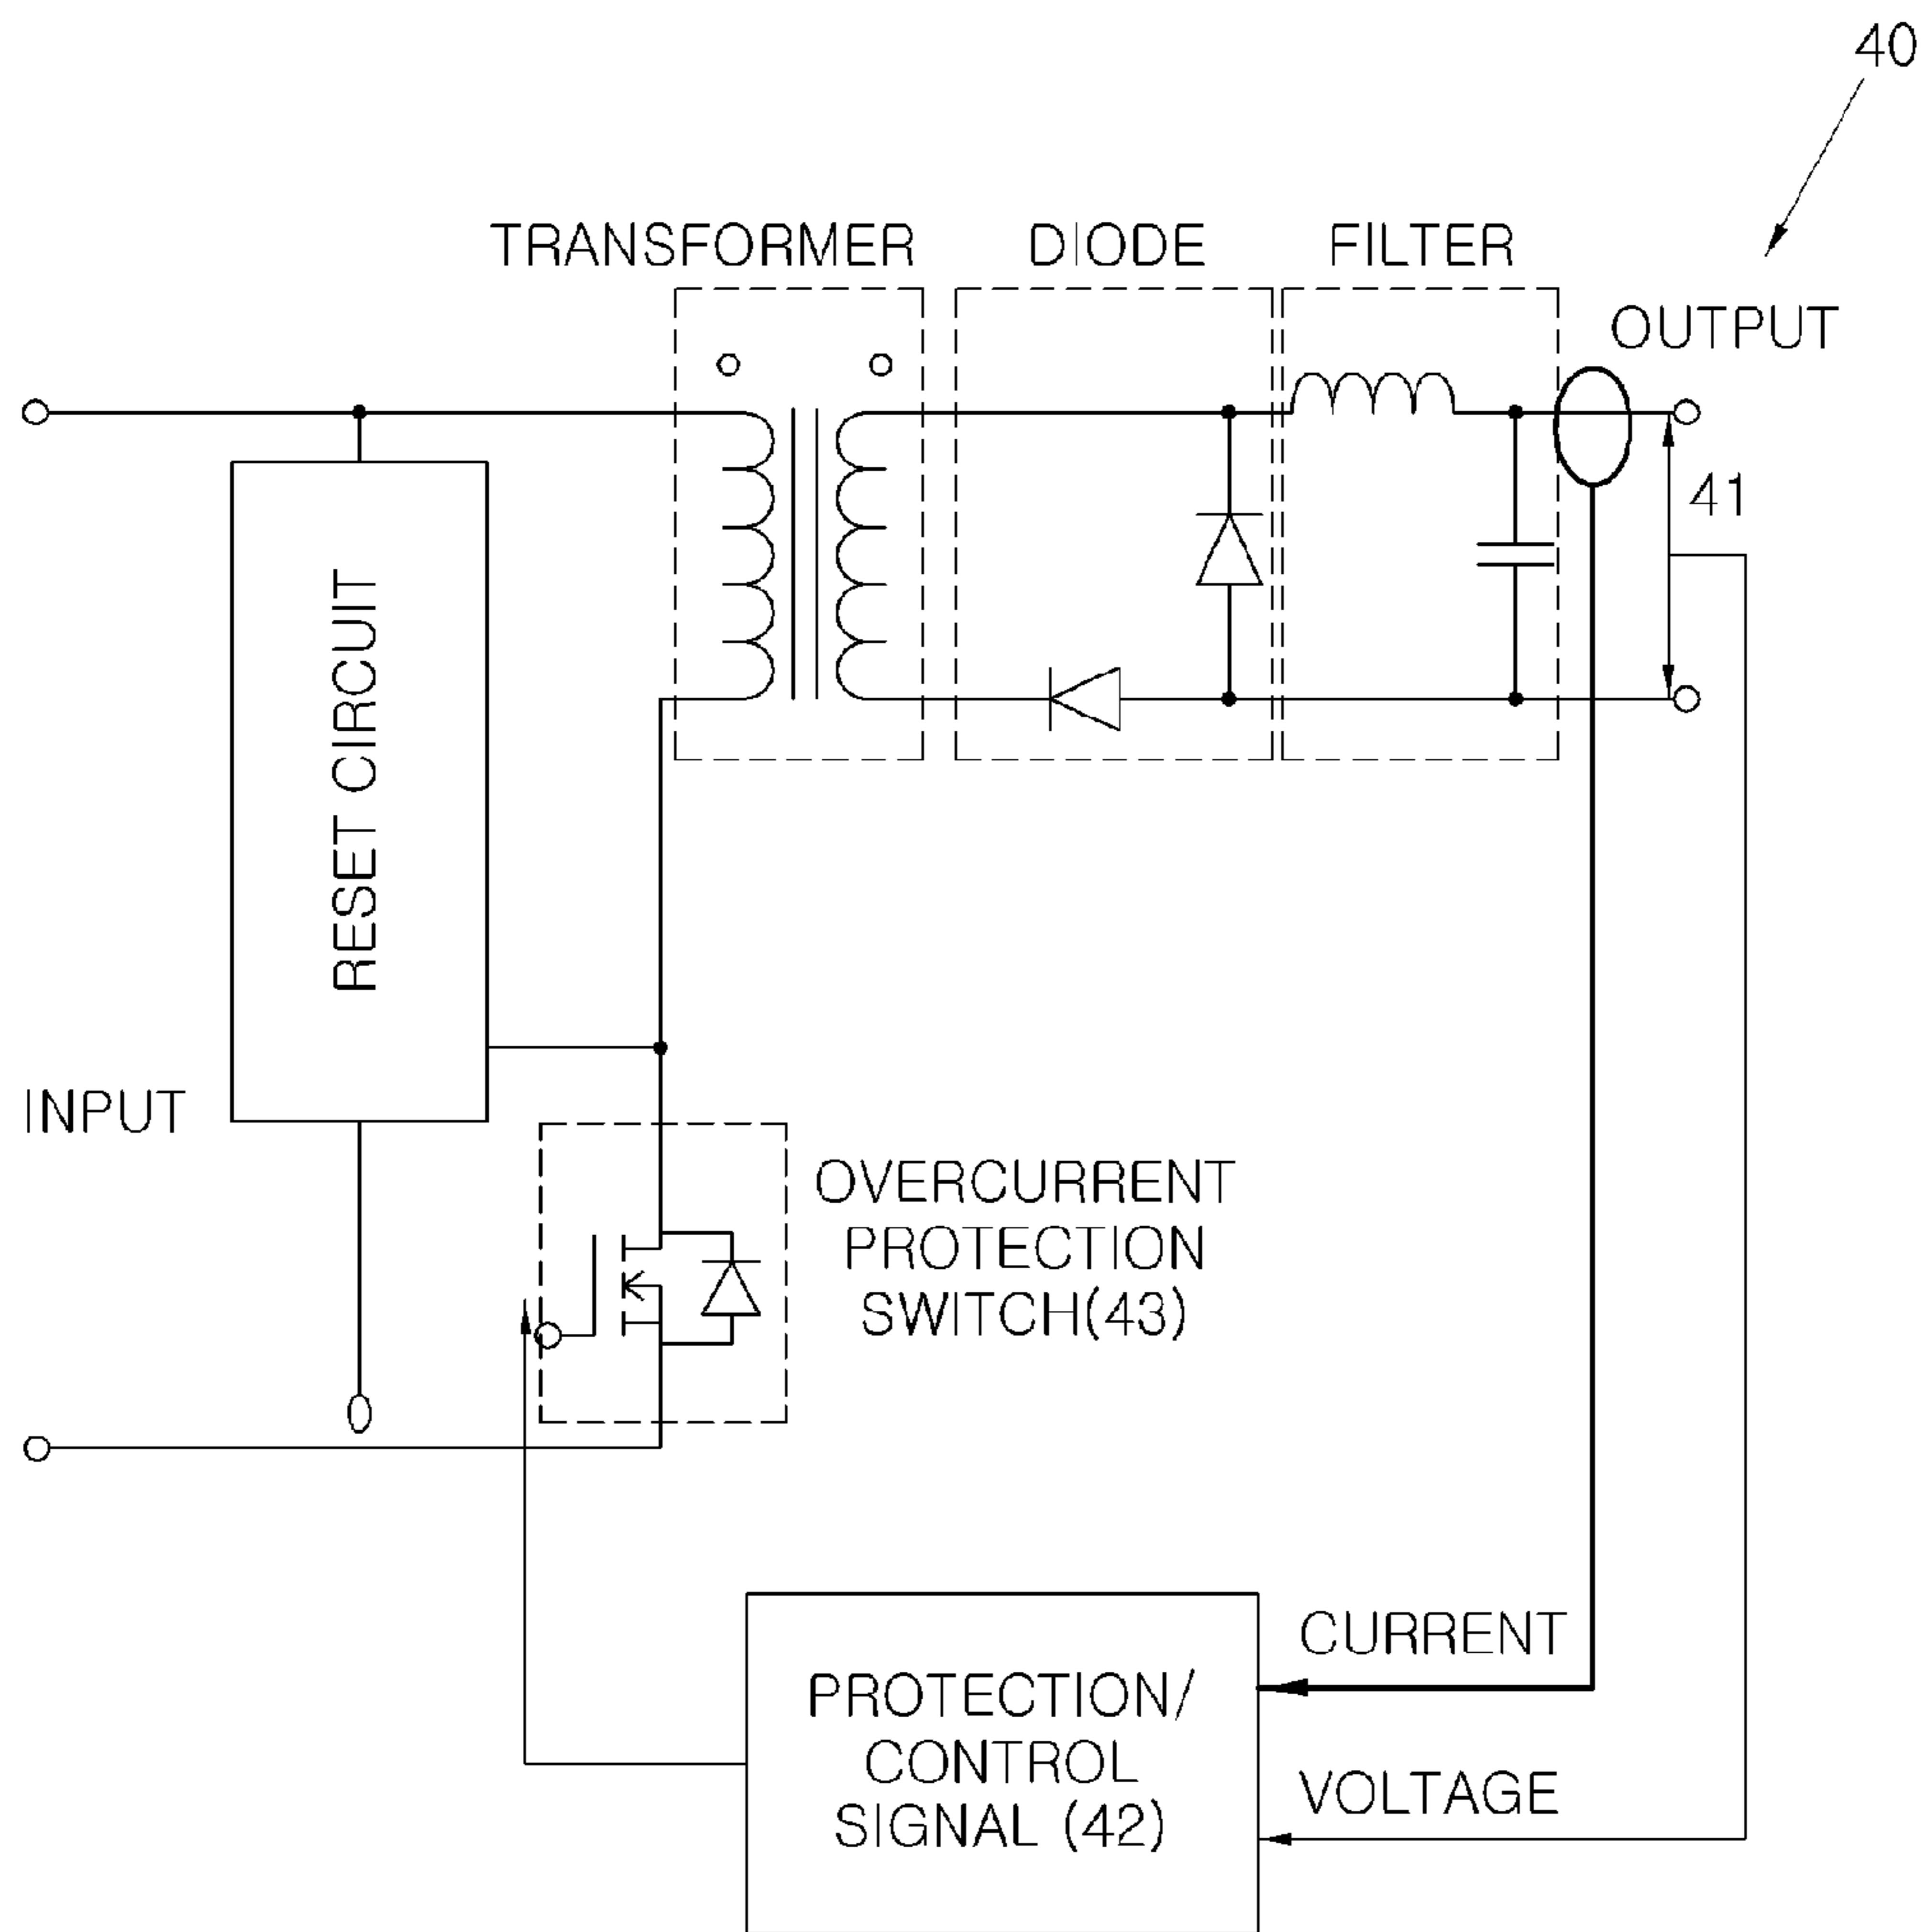 40
TRANSFORMER
DIODE
FILTER
OUTPUT
41
RESET CIRCUIT
INPUT
OVERCURRENT
PROTECTION
SWITCH(43)
CURRENT
PROTECTION/
CONTROL
SIGNAL (42)
VOLTAGE